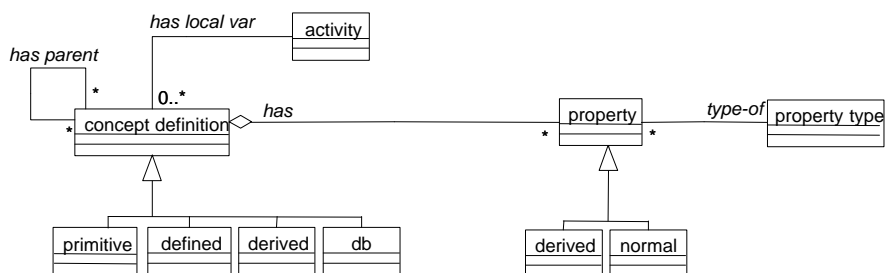 has local var
activity
has parent
*
0..*
*
concept definition
has
*
property
*
type-of
property type
primitive
defined
derived
db
derived
normal